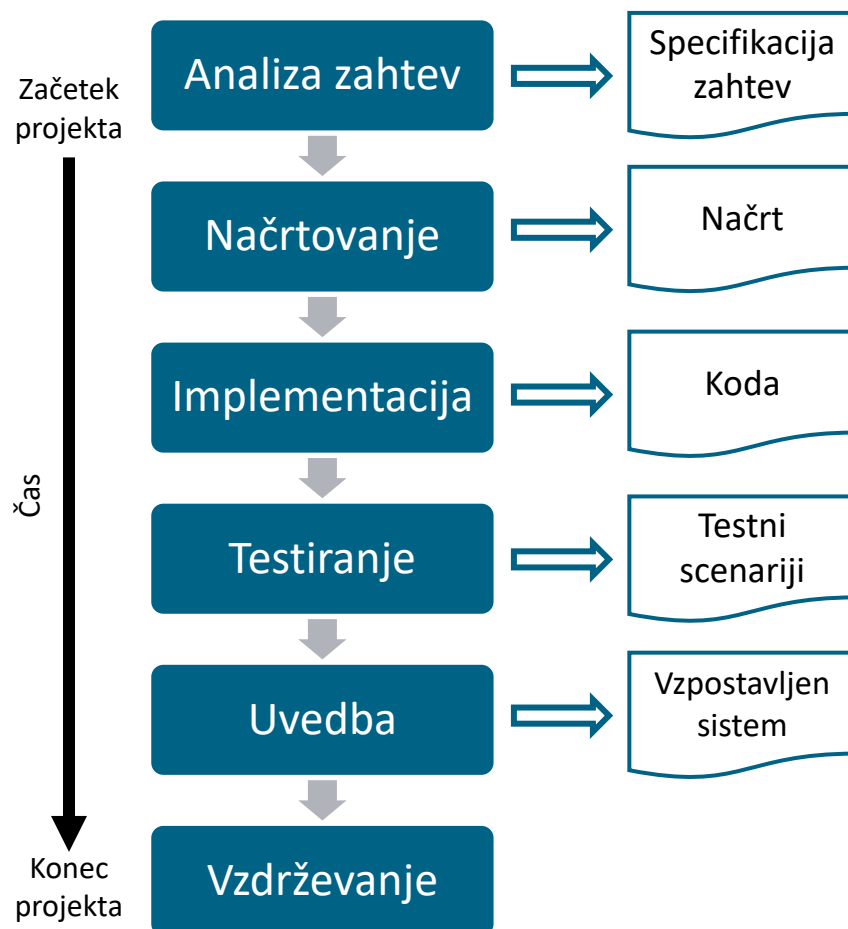 Analiza zahtev
Specifikacija
zahtev
Začetek
projekta
Načrtovanje
Načrt
Implementacija
Koda
Čas
Testiranje
Testni
scenariji
Uvedba
Vzpostavljen
sistem
Vzdrževanje
Konec
projekta